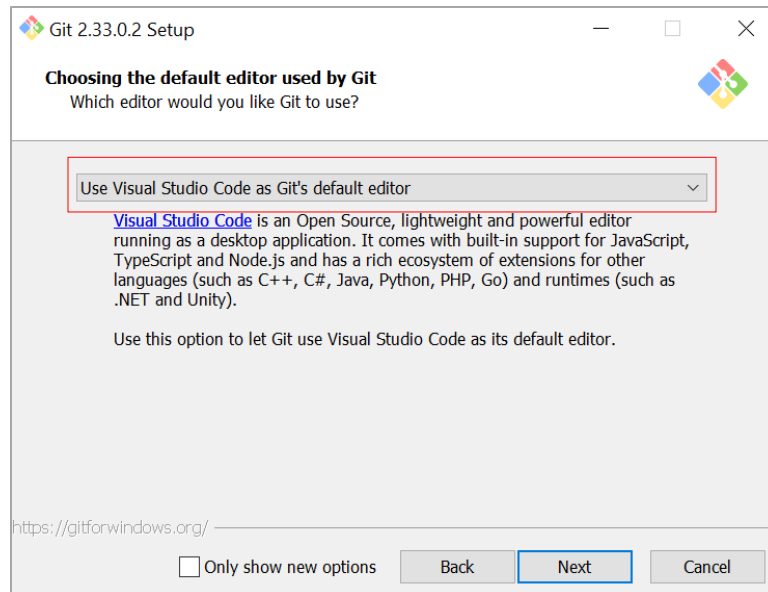 Git 2.33.0.2 Setup
Choosing the default editor used by Git
Which editor would you like Git to use?
Use Visual Studio Code as Git's default editor
Visual Studio Code is an Open Source, lightweight and powerful editor
running as a desktop application. It comes with built-in support for JavaScript,
TypeScript and Node.js and has a rich ecosystem of extensions for other
languages (such as C++, C#, Java, Python, PHP, Go) and runtimes (such as
.NET and Unity).
Use this option to let Git use Visual Studio Code as its default editor.
https://gitforwindows.org/
Only show new options Back Next Cancel